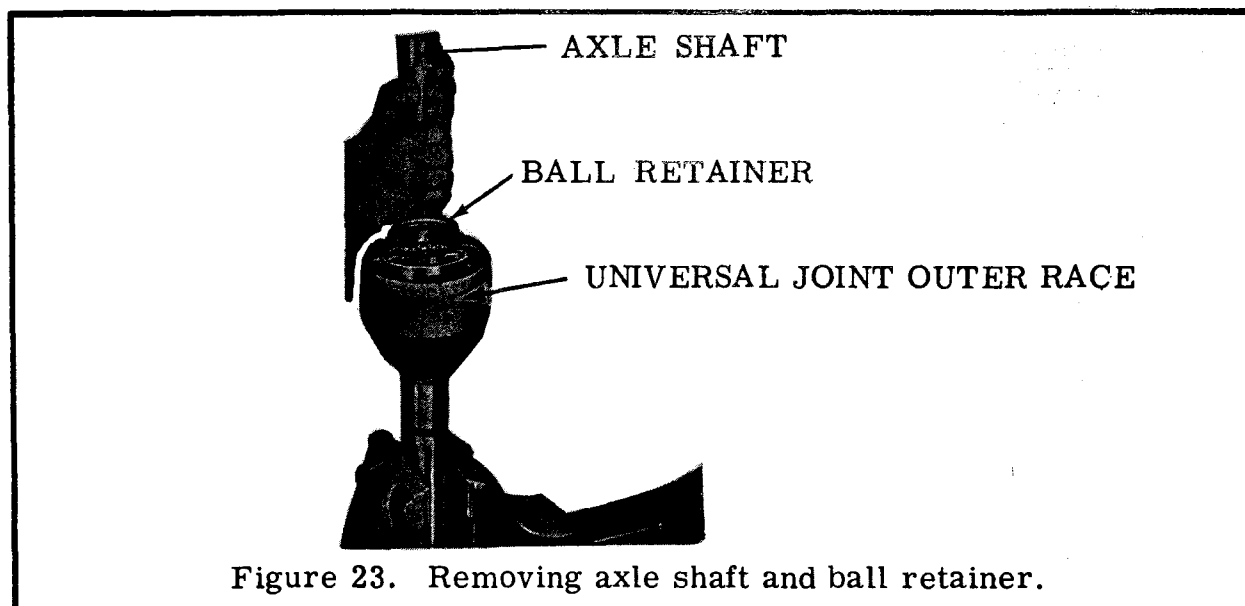 AXLE SHAFT
BALL RETAINER
UNIVERSAL JOINT OUTER RACE
Figure 23. Removing axle shaft and ball retainer.